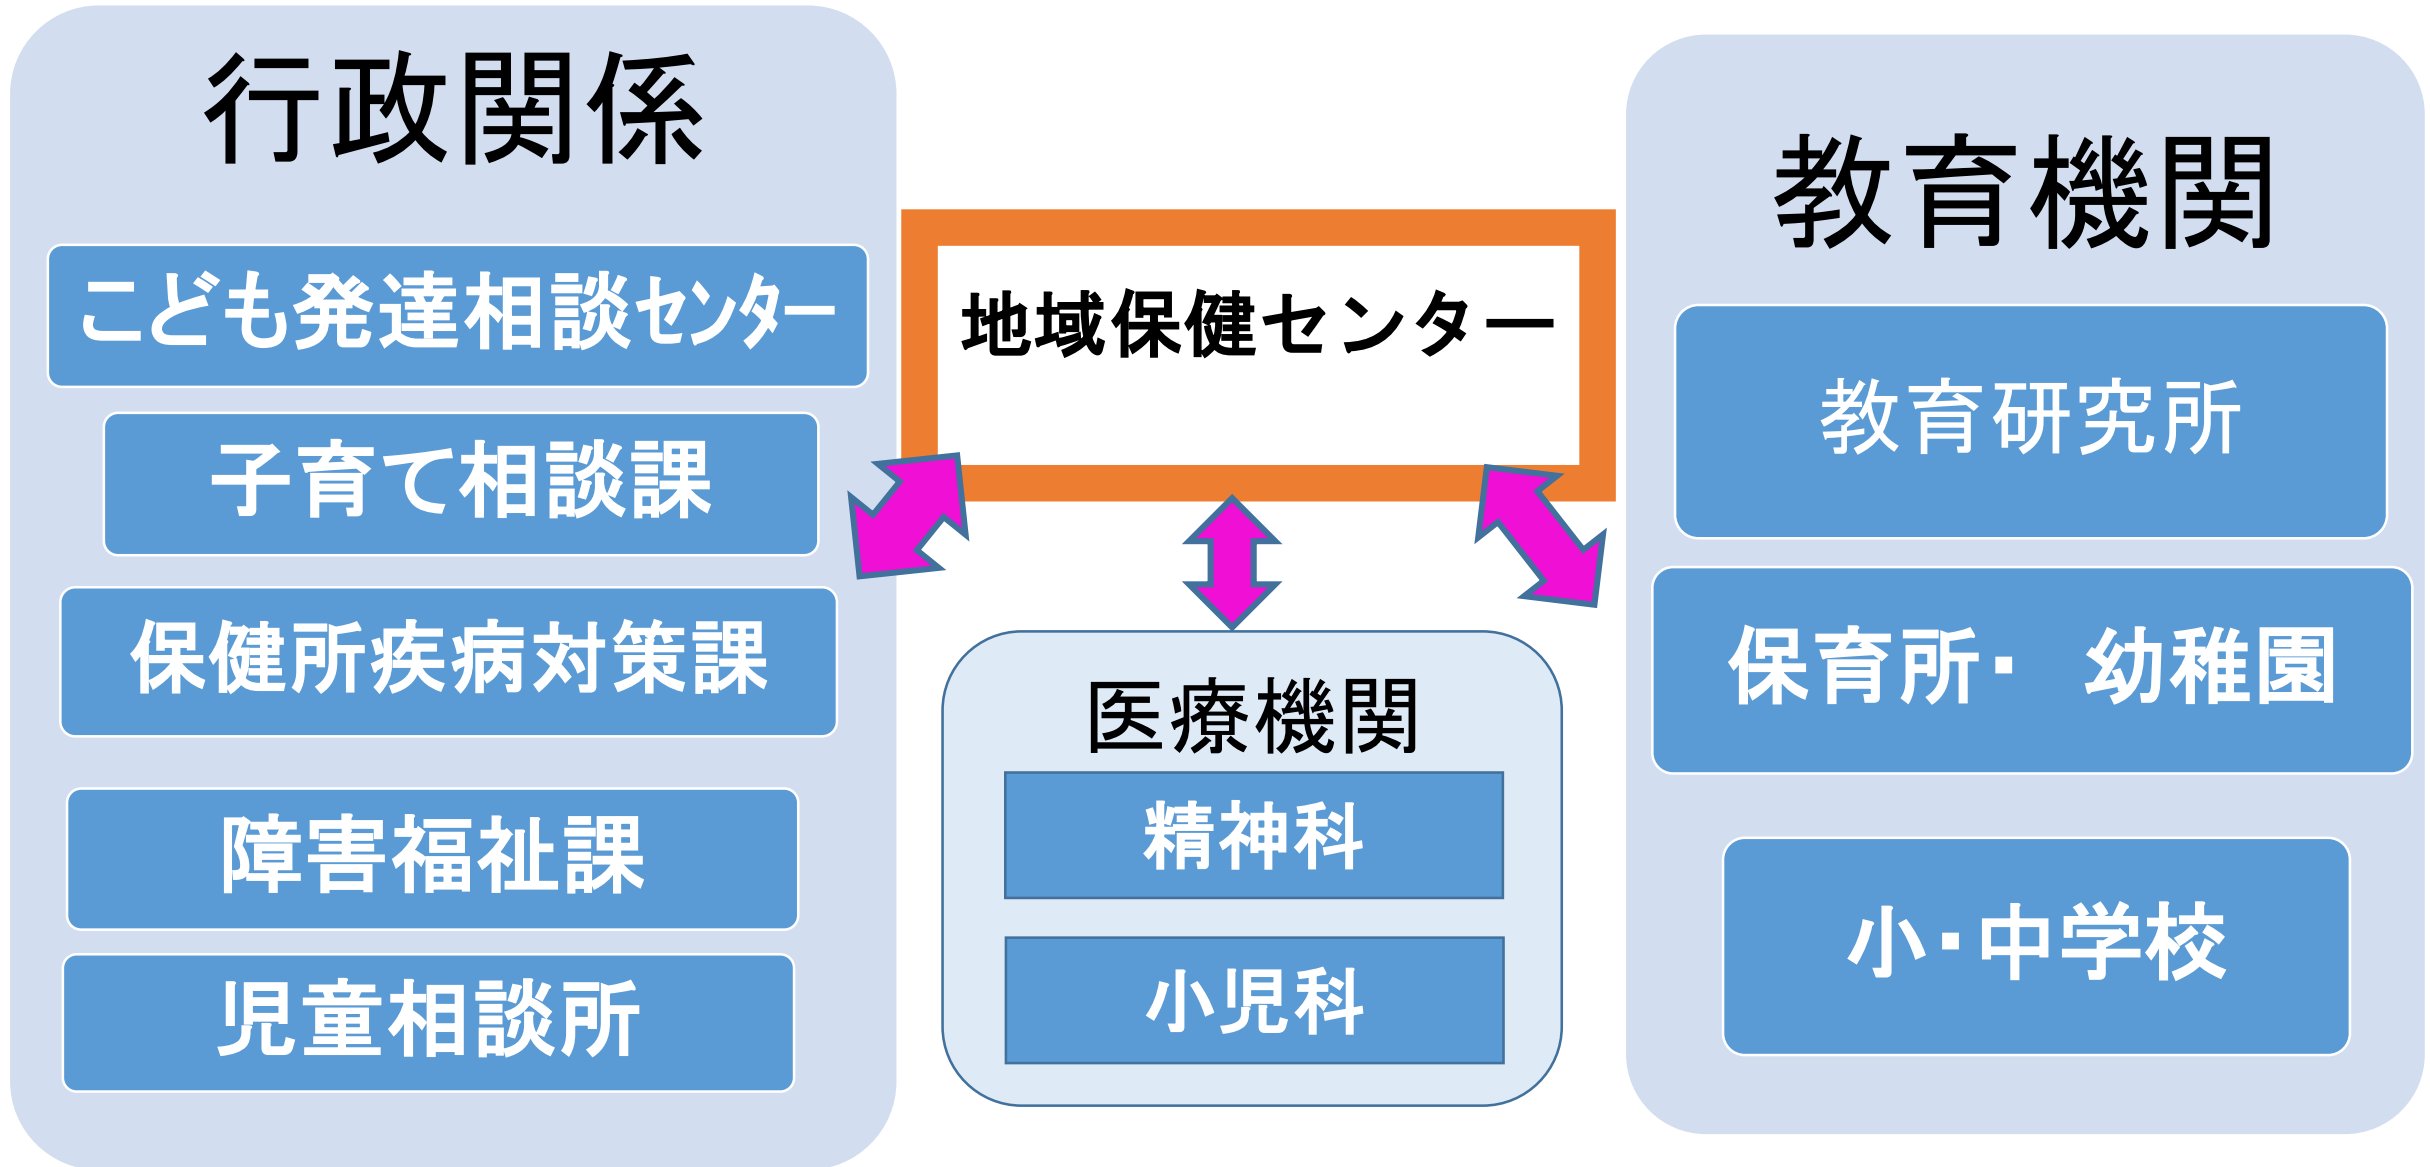 行政関係
こども発達相談センター
子育て相談課
保健所疾病対策課
障害福祉課
児童相談所
地域保健センター
医療機関
精神科
小児科
教育機関
教育研究所
保育所・　幼稚園
小・中学校